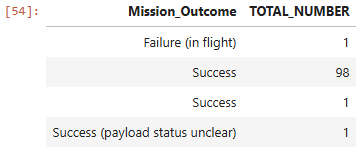 [54]: Mission_Outcome TOTAL_NUMBER
Failure (in flight) 1
Success 98
Success 1
Success (payload status unclear) 1